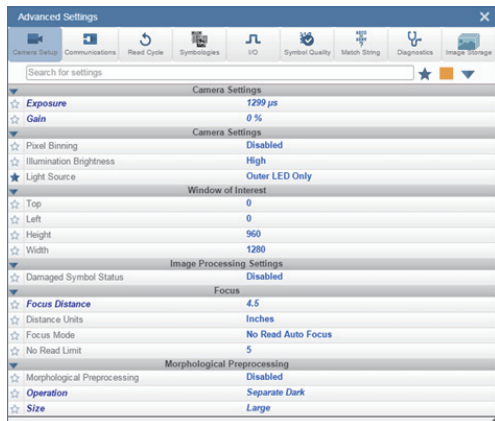 Advanced Settings
Camera Setup Communications Read Cycle Symbologies I/O Symbol Quality Match String Diagnostics Image Storage
Search for settings
Camera Settings
Exposure 1299 µs
Gain 0 %
Camera Settings
Pixel Binning Disabled
Illumination Brightness High
Light Source Outer LED Only
Window of Interest
Top 0
Left 0
Height 960
Width 1280
Image Processing Settings
Damaged Symbol Status Disabled
Focus
Focus Distance 4.5
Distance Units Inches
Focus Mode No Read Auto Focus
No Read Limit 5
Morphological Preprocessing
Morphological Preprocessing Disabled
Operation Separate Dark
Size Large